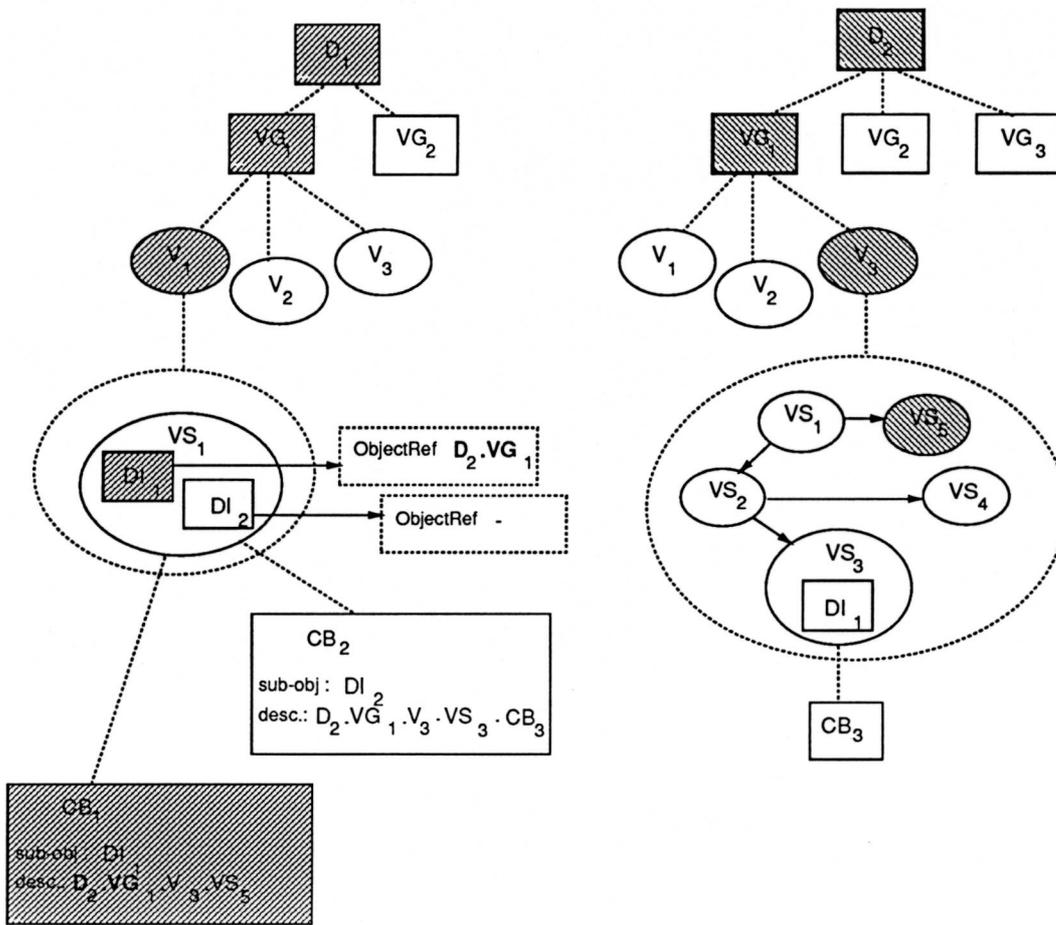 D1
D2
VG1
VG2
VG1
VG2
VG3
V1
V2
V3
V1
V2
V3
VS1
DI1
DI2
ObjectRef D2.VG1
ObjectRef -
VS1
VS5
VS2
VS4
VS3
DI1
CB2
sub-obj : DI2
desc.: D2.VG1.V3.VS3.CB3
CB3
CB1
sub-obj : DI1
desc.: D2.VG1.V3.VS5